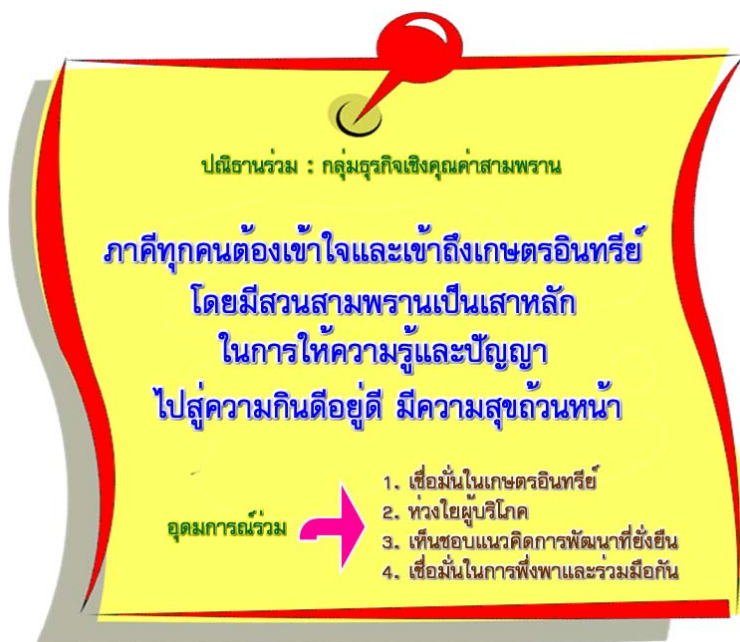 ปณิธานร่วม : กลุ่มธุรกิจเชิงคุณค่าสามพราน
ภาคีทุกคนต้องเข้าใจและเข้าถึงเกษตรอินทรีย์
โดยมีสวนสามพรานเป็นเสาหลัก
ในการให้ความรู้และปัญญา
ไปสู่ความกินดีอยู่ดี มีความสุขถ้วนหน้า
อุดมการณ์ร่วม
1. เชื่อมั่นในเกษตรอินทรีย์
2. ห่วงใยผู้บริโภค
3. เห็นชอบแนวคิดการพัฒนาที่ยั่งยืน
4. เชื่อมั่นในการพึ่งพาและร่วมมือกัน